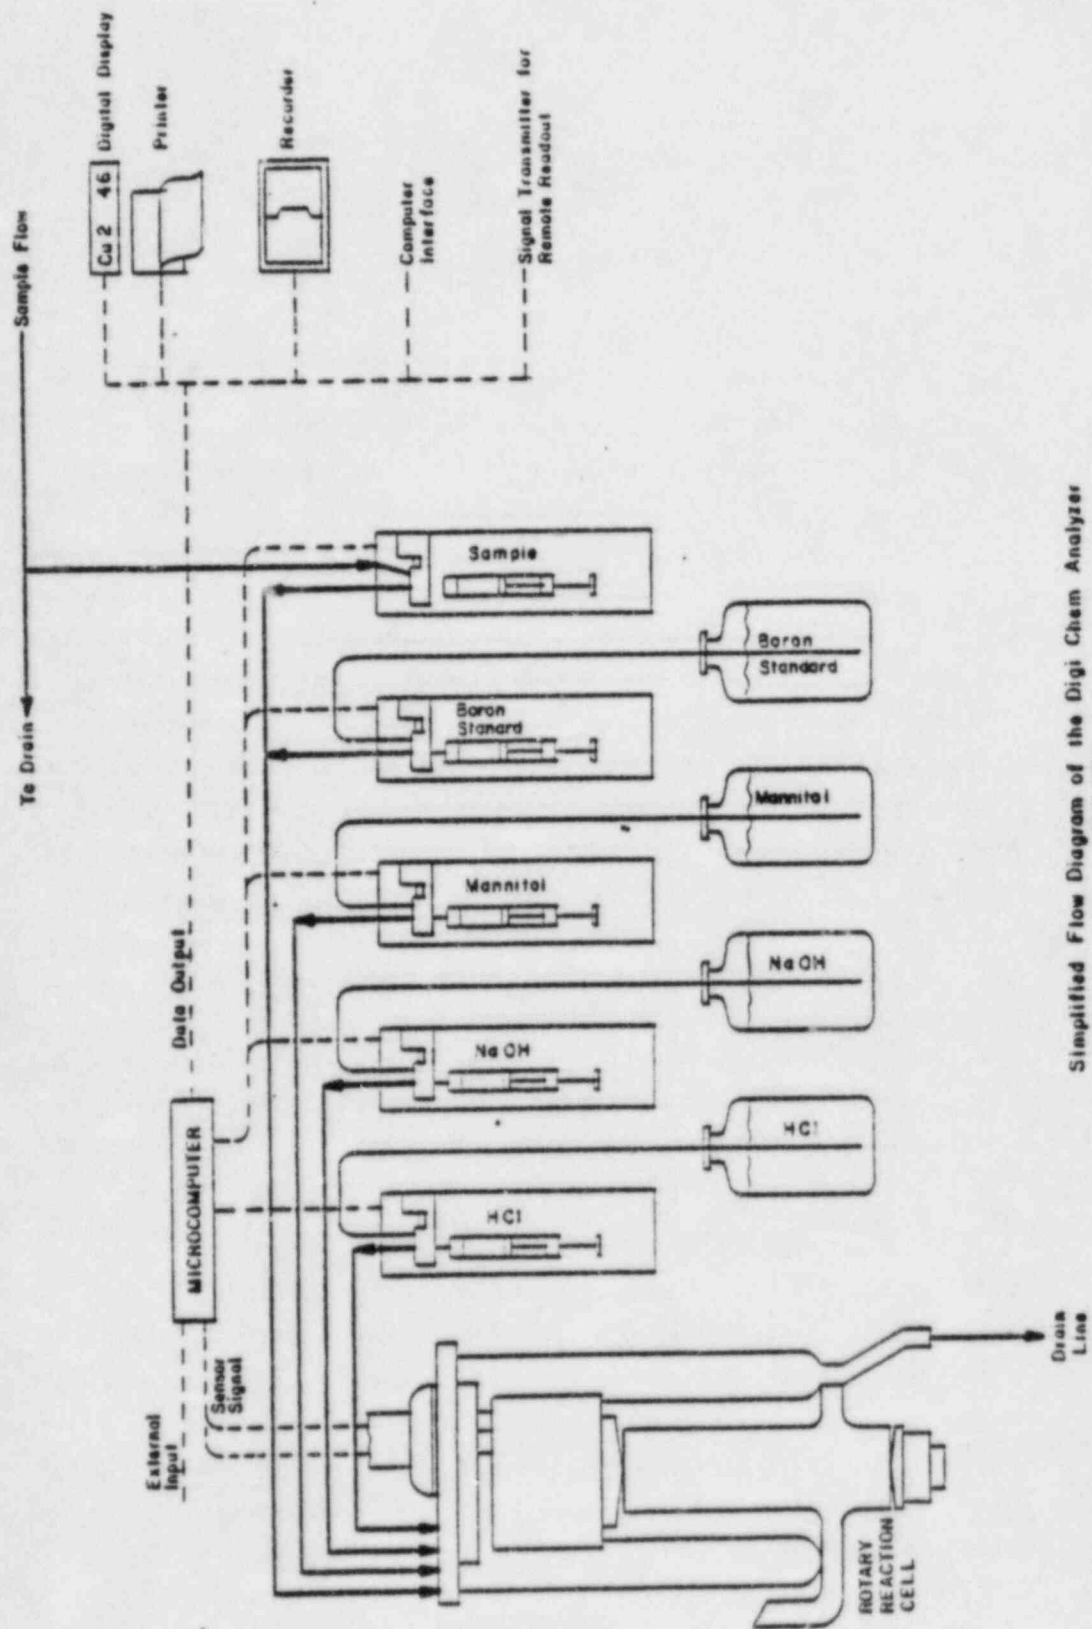 To Drain
Sample Flow
Cu 2 46
Digital Display
Printer
Recorder
Computer
Interface
Signal Transmitter for
Remote Readout
Data Output
MICROCOMPUTER
External
Input
Sensor
Signal
HCl
NaOH
Mannitol
Boron
Stanard
Sample
HCl
NaOH
Mannitol
Boron
Standard
ROTARY
REACTION
CELL
Drain
Line
Simplified Flow Diagram of the Digi Chem Analyzer